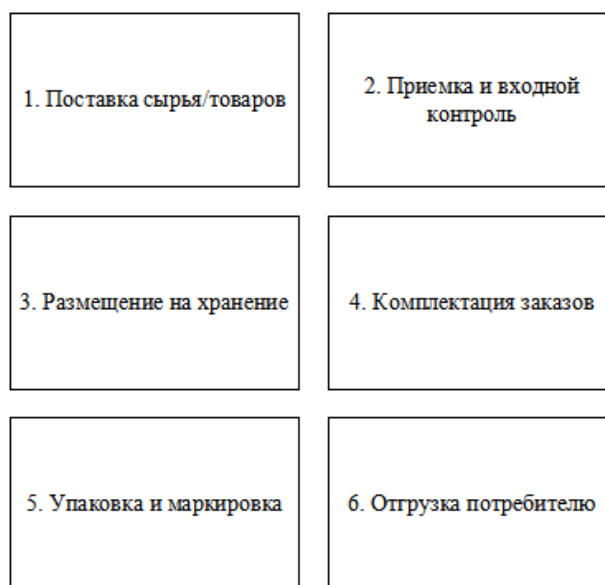 1. Поставка сырья/товаров
2. Приемка и входной
контроль
3. Размещение на хранение
4. Комплектация заказов
5. Упаковка и маркировка
6. Отгрузка потребителю